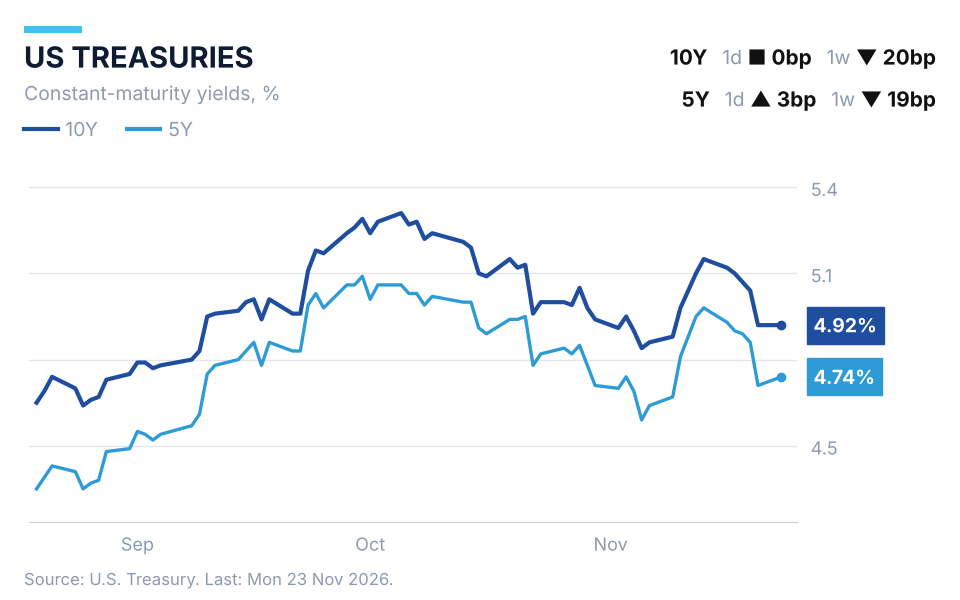 US TREASURIES
Constant-maturity yields, %
10Y 5Y
10Y 1d ■ 0bp 1w ▼ 20bp
5Y 1d ▲ 3bp 1w ▼ 19bp
5.4
5.1
4.92%
4.74%
4.5
Sep Oct Nov
Source: U.S. Treasury. Last: Mon 23 Nov 2026.